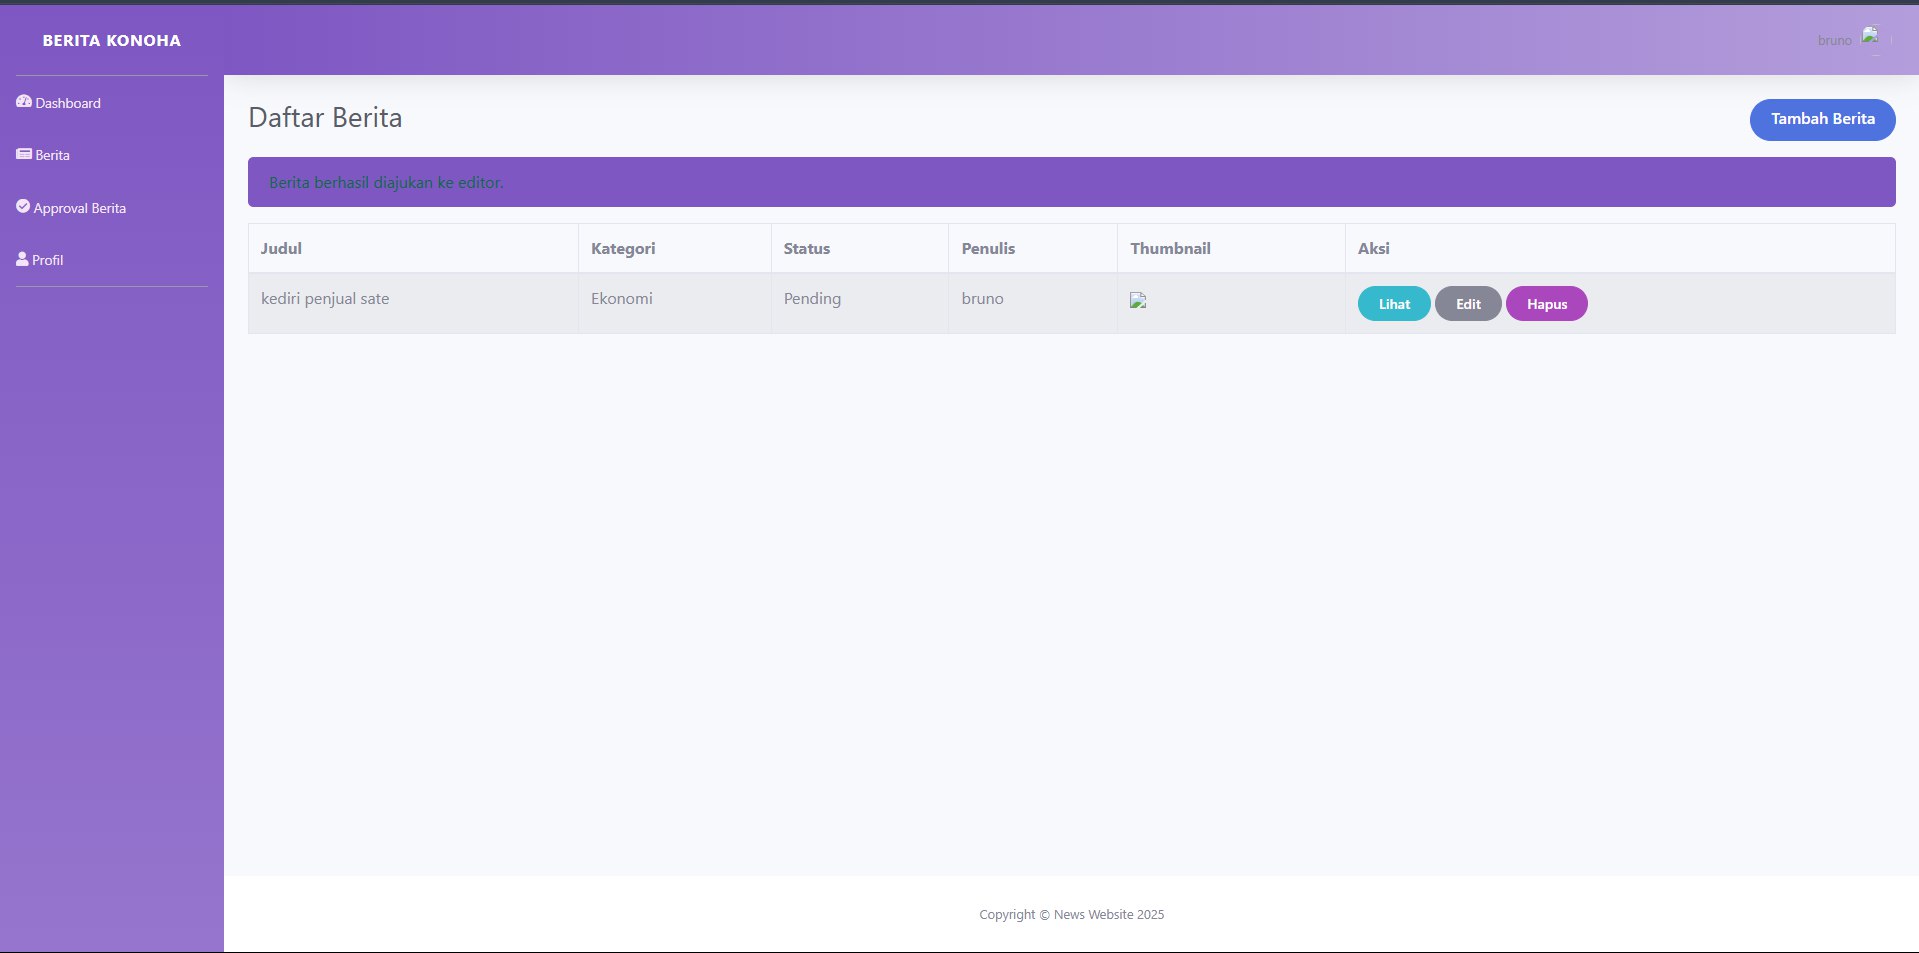 BERITA KONOHA
bruno
Dashboard
Berita
Approval Berita
Profil
Daftar Berita
Tambah Berita
Berita berhasil diajukan ke editor.
Judul Kategori Status Penulis Thumbnail Aksi
kediri penjual sate Ekonomi Pending bruno Lihat Edit Hapus
Copyright © News Website 2025